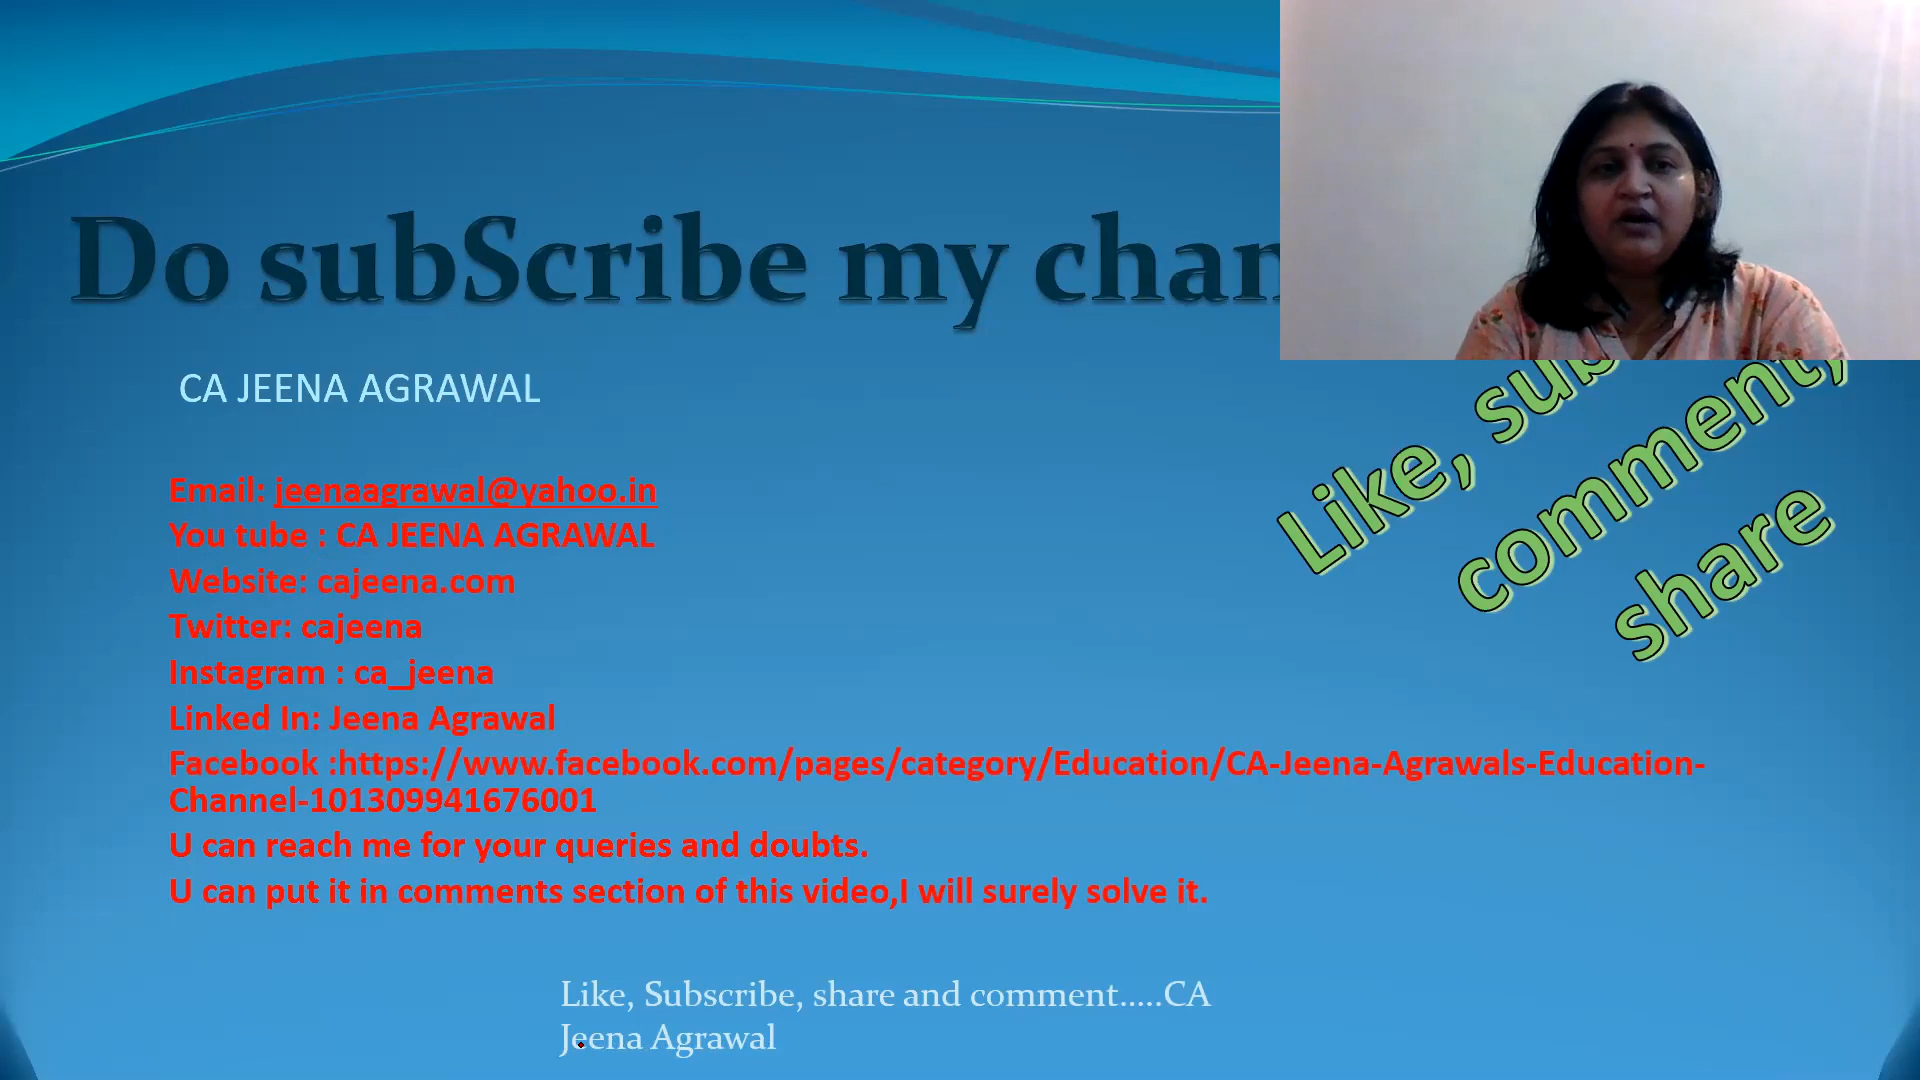 Do subScribe my chan
CA JEENA AGRAWAL
Like, sub
comment,
share
Email: jeenaagrawal@yahoo.in
You tube : CA JEENA AGRAWAL
Website: cajeena.com
Twitter: cajeena
Instagram : ca_jeena
Linked In: Jeena Agrawal
Facebook :https://www.facebook.com/pages/category/Education/CA-Jeena-Agrawals-Education-
Channel-101309941676001
U can reach me for your queries and doubts.
U can put it in comments section of this video,I will surely solve it.
Like, Subscribe, share and comment.....CA
Jeena Agrawal